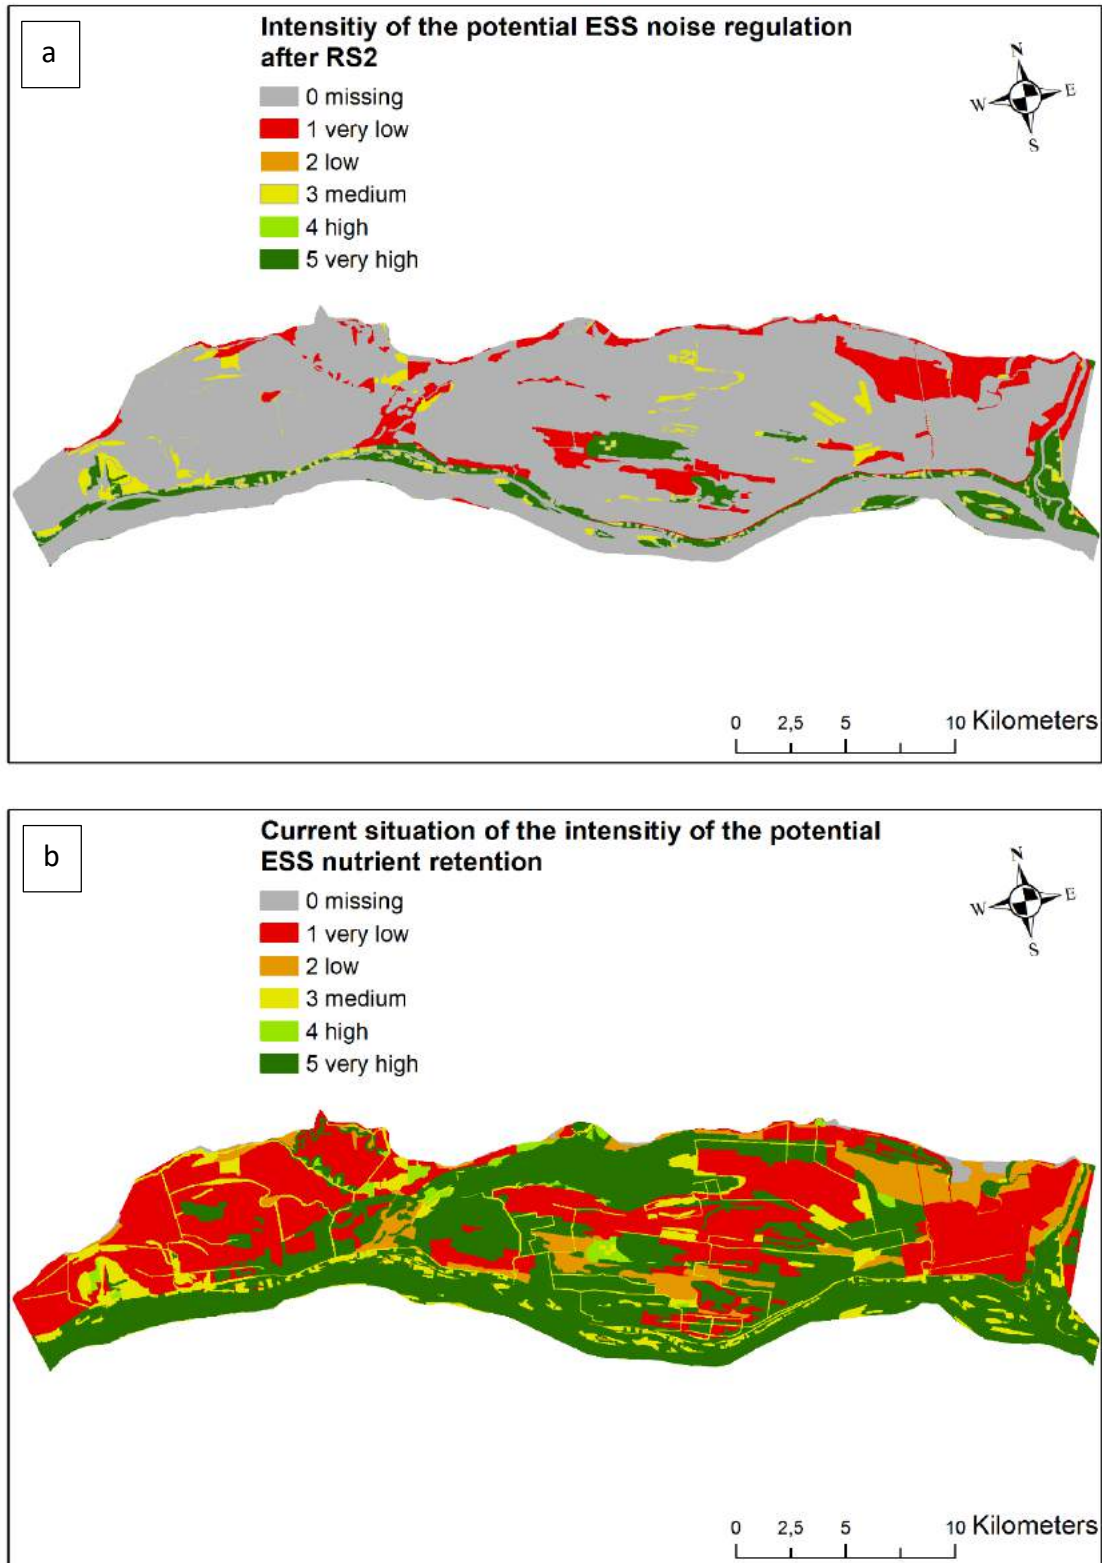 a
Intensitiy of the potential ESS noise regulation
after RS2
0 missing
1 very low
2 low
3 medium
4 high
5 very high
N
W
E
S
0 2,5 5 10 Kilometers
b
Current situation of the intensitiy of the potential
ESS nutrient retention
0 missing
1 very low
2 low
3 medium
4 high
5 very high
N
W
E
S
0 2,5 5 10 Kilometers